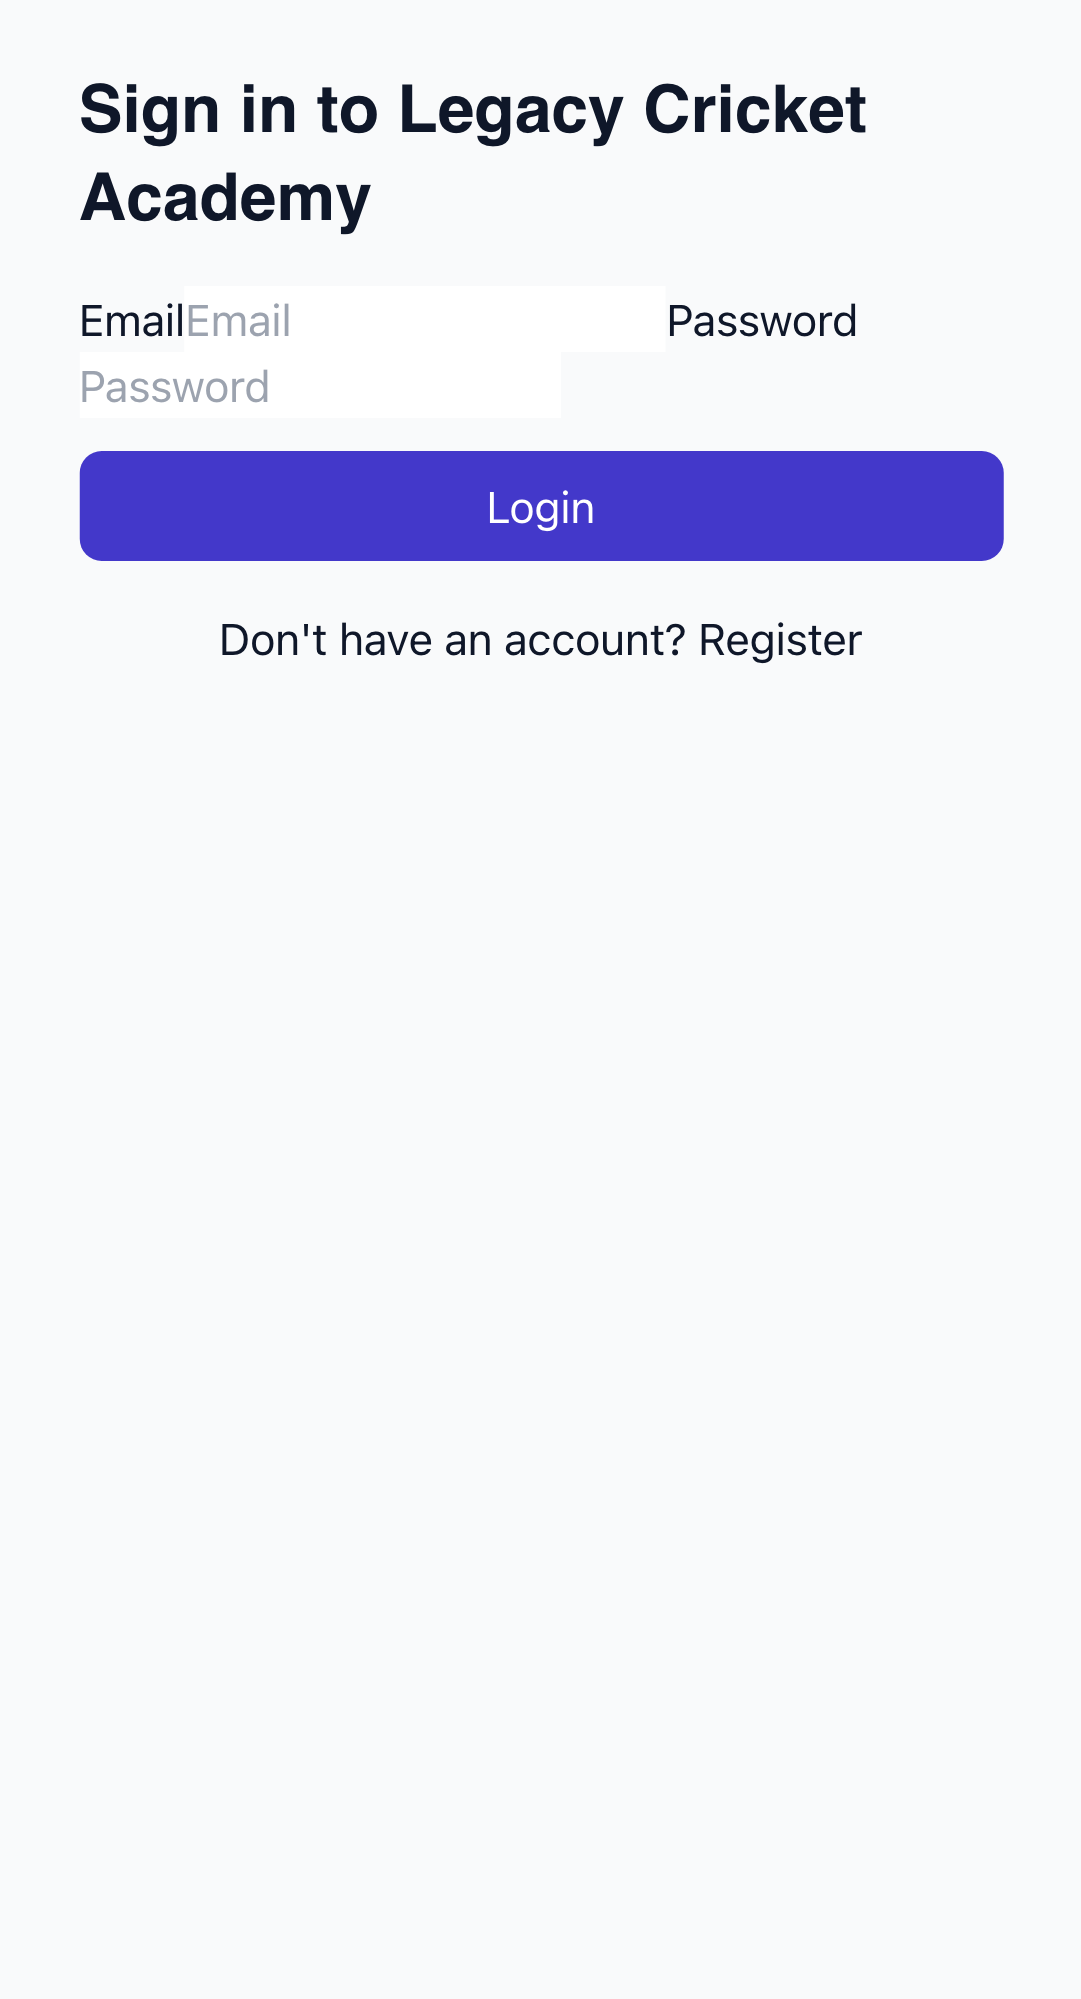 Sign in to Legacy Cricket
Academy
Email Email Password
Password
Login
Don't have an account? Register